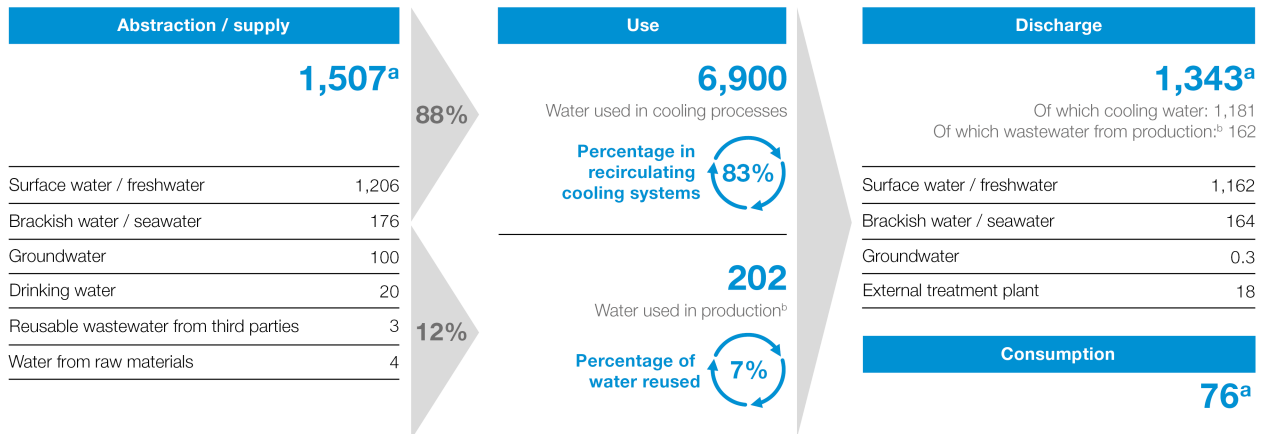 Abstraction / supply
1,507ª
Surface water / freshwater 1,206
Brackish water / seawater 176
Groundwater 100
Drinking water 20
Reusable wastewater from third parties 3
Water from raw materials 4
88%
12%
Use
6,900
Water used in cooling processes
Percentage in
recirculating
cooling systems
83%
202
Water used in productionᵇ
Percentage of
water reused
7%
Discharge
1,343ª
Of which cooling water: 1,181
Of which wastewater from production:ᵇ 162
Surface water / freshwater 1,162
Brackish water / seawater 164
Groundwater 0.3
External treatment plant 18
Consumption
76ª